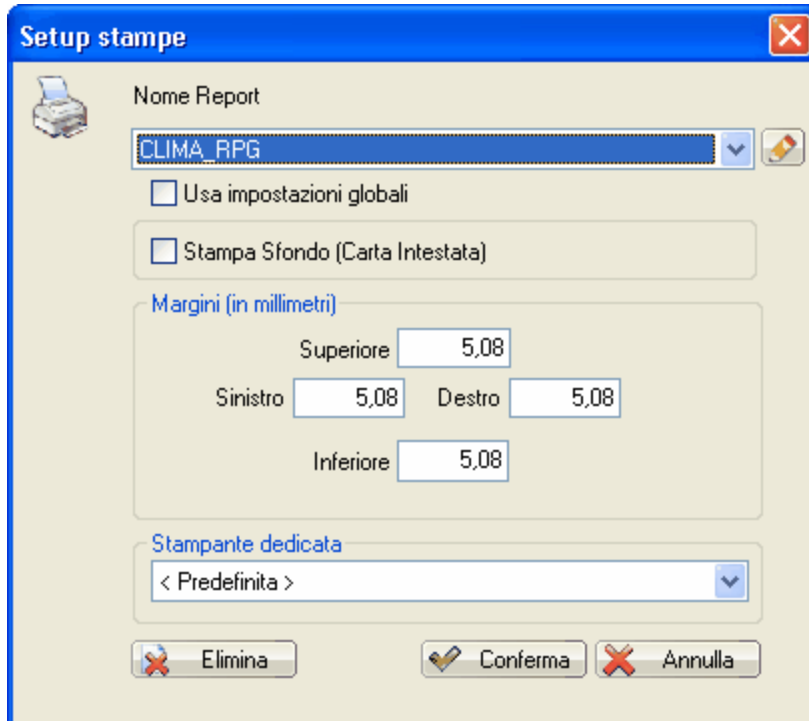 Setup stampe
Nome Report
CLIMA_RPG
Usa impostazioni globali
Stampa Sfondo (Carta Intestata)
Margini (in millimetri)
Superiore 5,08
Sinistro 5,08 Destro 5,08
Inferiore 5,08
Stampante dedicata
< Predefinita >
Elimina Conferma Annulla